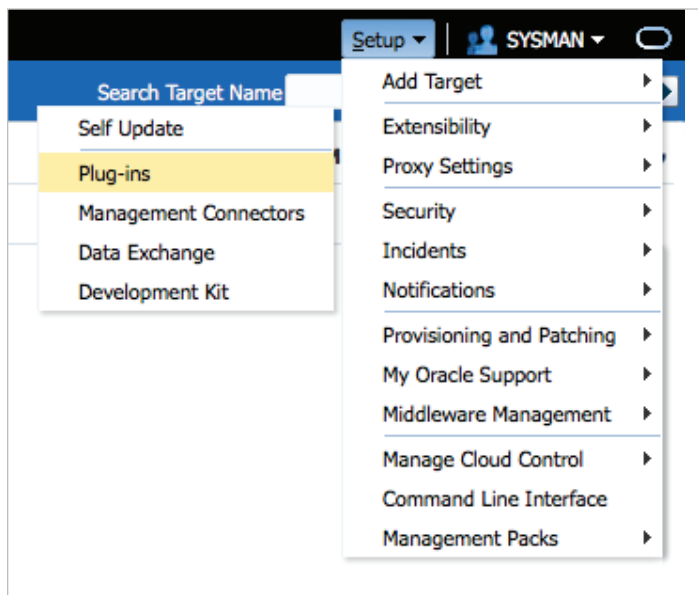 Setup
SYSMAN
Search Target Name
Self Update
Plug-ins
Management Connectors
Data Exchange
Development Kit
Add Target
Extensibility
Proxy Settings
Security
Incidents
Notifications
Provisioning and Patching
My Oracle Support
Middleware Management
Manage Cloud Control
Command Line Interface
Management Packs